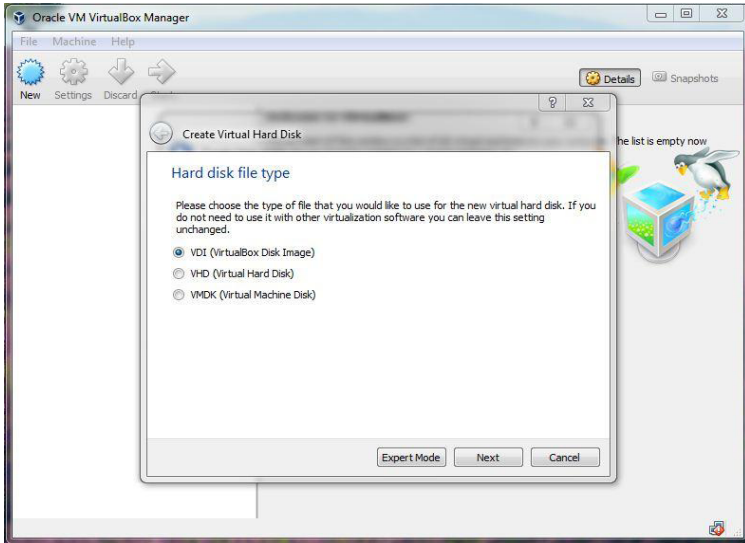 Oracle VM VirtualBox Manager
File Machine Help
New Settings Discard
Details Snapshots
Create Virtual Hard Disk
he list is empty now
Hard disk file type
Please choose the type of file that you would like to use for the new virtual hard disk. If you
do not need to use it with other virtualization software you can leave this setting
unchanged.
VDI (VirtualBox Disk Image)
VHD (Virtual Hard Disk)
VMDK (Virtual Machine Disk)
Expert Mode Next Cancel